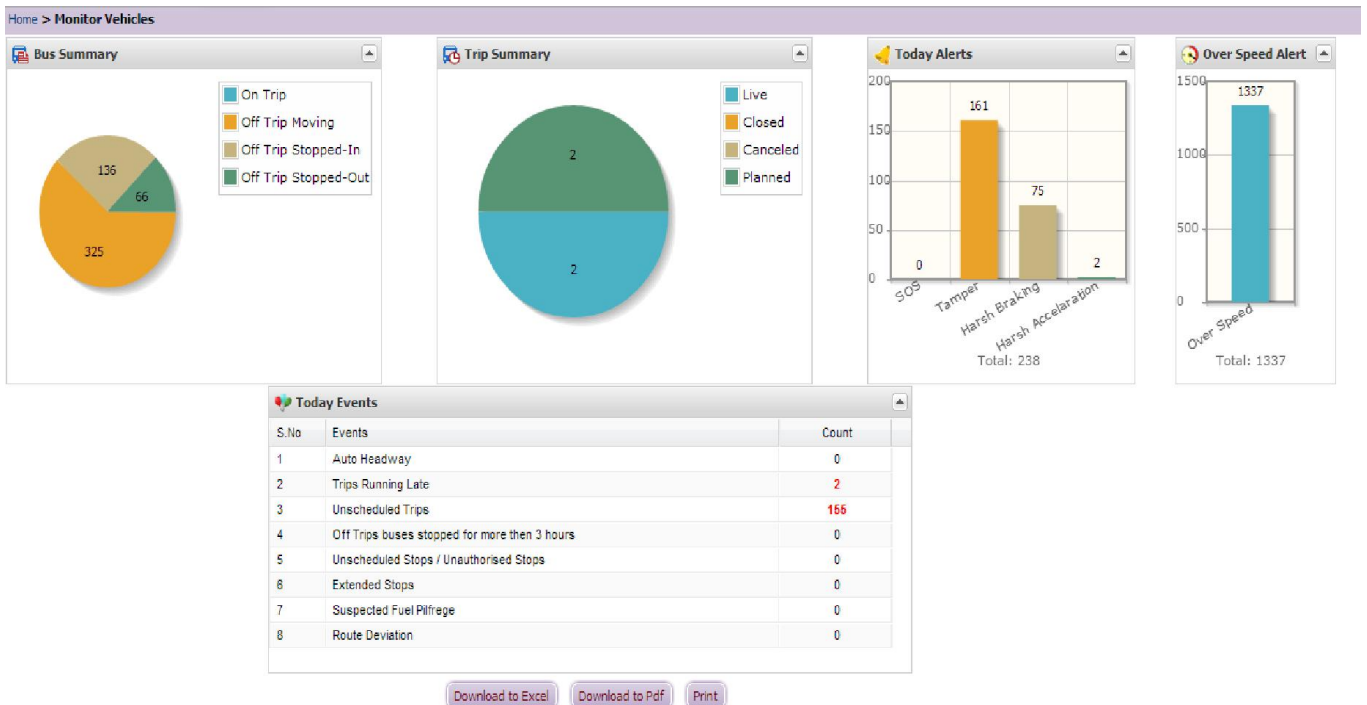 Home > Monitor Vehicles
Bus Summary
On Trip
Off Trip Moving
Off Trip Stopped-In
Off Trip Stopped-Out
136
66
325
Trip Summary
Live
Closed
Canceled
Planned
2
2
Today Alerts
200
150
100
50
0
0
161
75
2
SOS
Tamper
Harsh Braking
Harsh Accelaration
Total: 238
Over Speed Alert
1500
1000
500
0
1337
Over Speed
Total: 1337
Today Events
S.No Events Count
1 Auto Headway 0
2 Trips Running Late 2
3 Unscheduled Trips 155
4 Off Trips buses stopped for more then 3 hours 0
5 Unscheduled Stops / Unauthorised Stops 0
6 Extended Stops 0
7 Suspected Fuel Pilfrege 0
8 Route Deviation 0
Download to Excel Download to Pdf Print